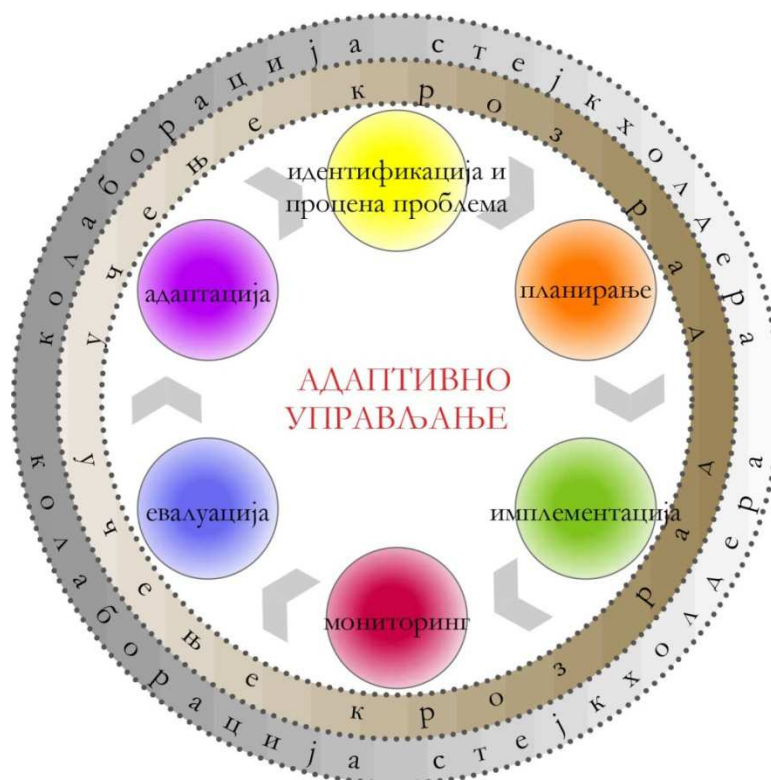 колаборација стејкхолдера
учење кроз рад
идентификација и
процена проблема
планирање
имплементација
мониторинг
евалуација
адаптација
АДАПТИВНО
УПРАВЉАЊЕ
учење кроз рад
колаборација стејкхолдера